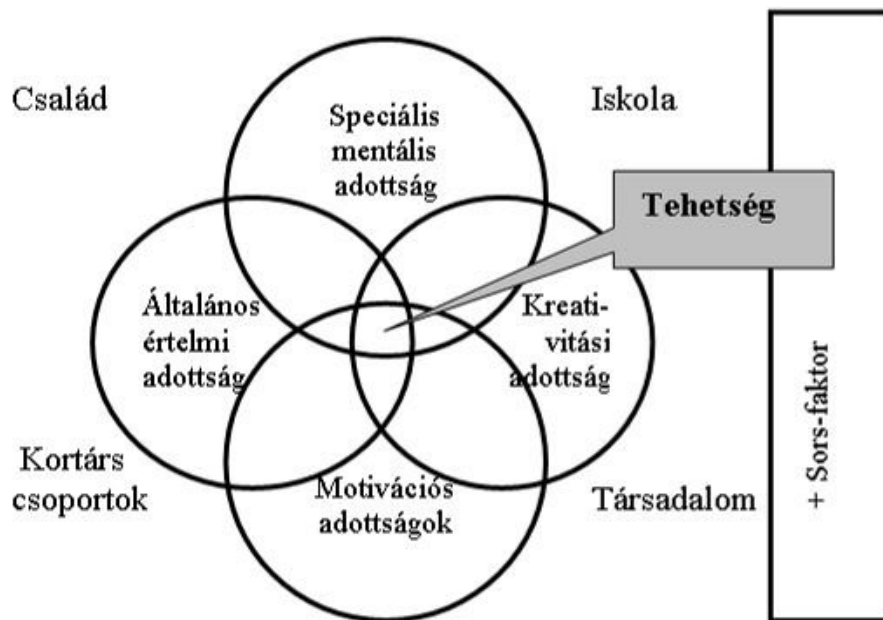 Család
Iskola
Speciális
mentális
adottság
Tehetség
Általános
értelmi
adottság
Kreati-
vitási
adottság
+ Sors-faktor
Kortárs
csoportok
Motivációs
adottságok
Társadalom